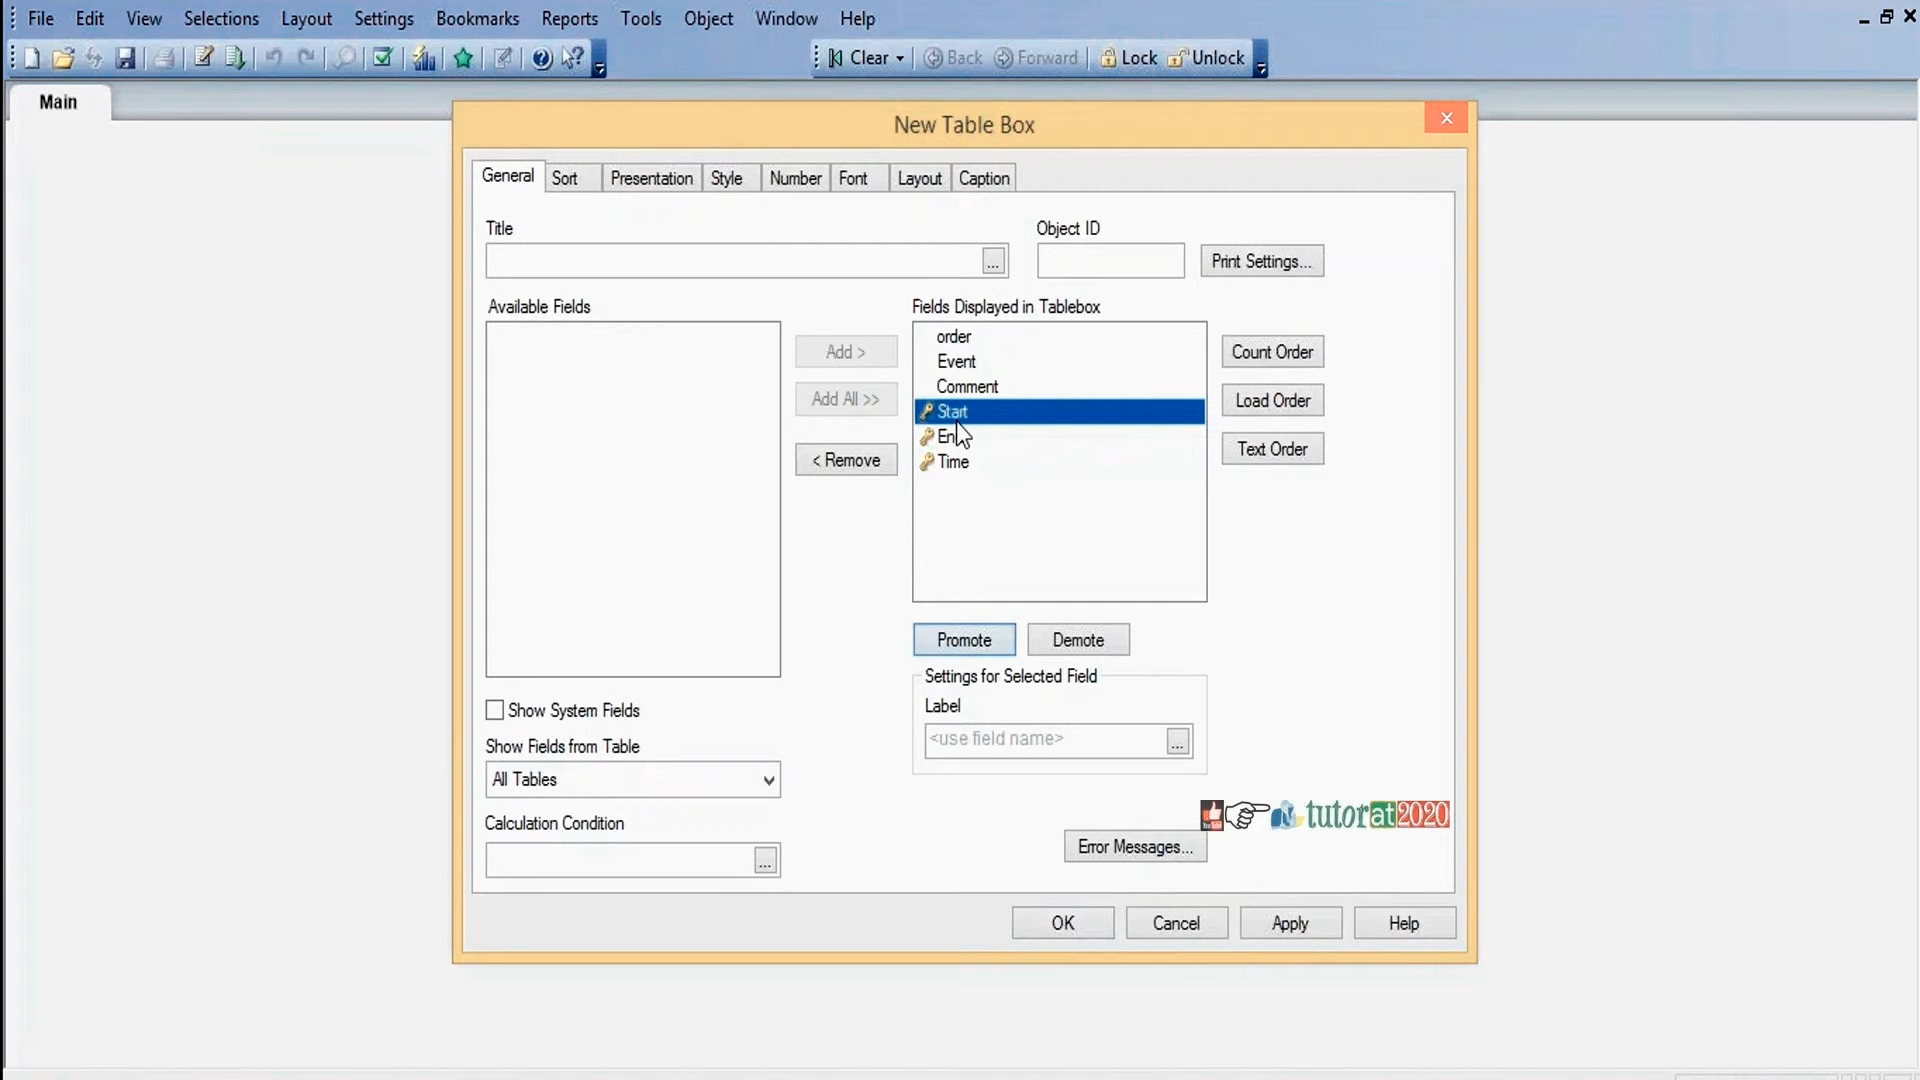 File Edit View Selections Layout Settings Bookmarks Reports Tools Object Window Help
Clear Back Forward Lock Unlock
Main
New Table Box
General Sort Presentation Style Number Font Layout Caption
Title Object ID
... Print Settings...
Available Fields Fields Displayed in Tablebox
order
Event
Comment
Start
Time
Add >
Add All >>
< Remove
Count Order
Load Order
Text Order
Promote Demote
Settings for Selected Field
Label
<use field name> ...
Show System Fields
Show Fields from Table
All Tables
Calculation Condition
...
tutorat2020
Error Messages...
OK Cancel Apply Help